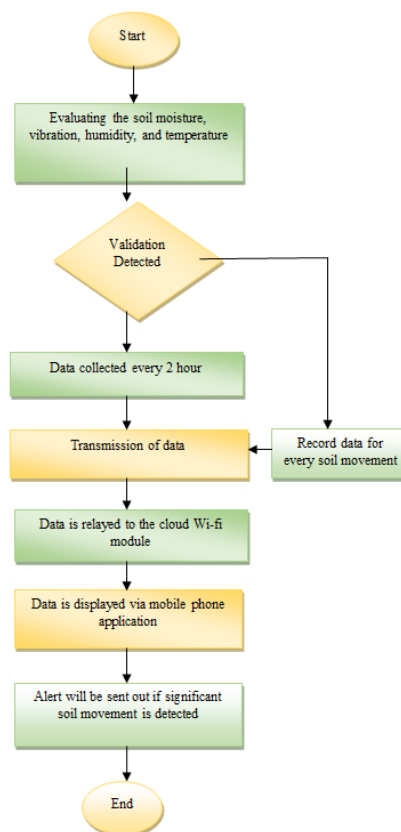 Start
Evaluating the soil moisture,
vibration, humidity, and temperature
Validation
Detected
Data collected every 2 hour
Transmission of data
Record data for
every soil movement
Data is relayed to the cloud Wi-fi
module
Data is displayed via mobile phone
application
Alert will be sent out if significant
soil movement is detected
End